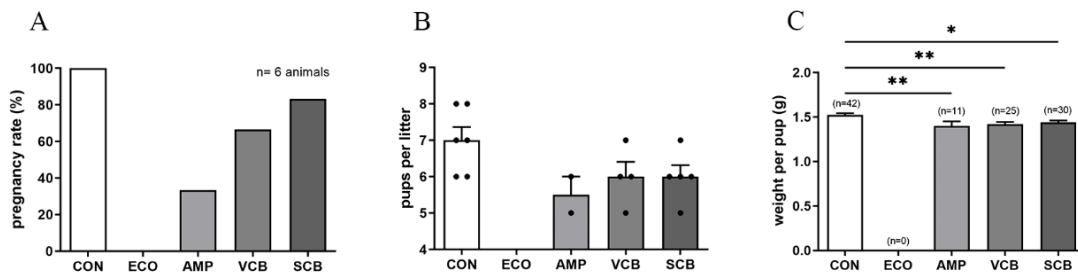 A
pregnancy rate (%)
100
80
60
40
20
0
n= 6 animals
CON ECO AMP VCB SCB
B
pups per litter
9
8
7
6
5
4
CON ECO AMP VCB SCB
C
*
**
**
weight per pup (g)
2.0
1.5
1.0
0.5
0.0
(n=42) (n=0) (n=11) (n=25) (n=30)
CON ECO AMP VCB SCB